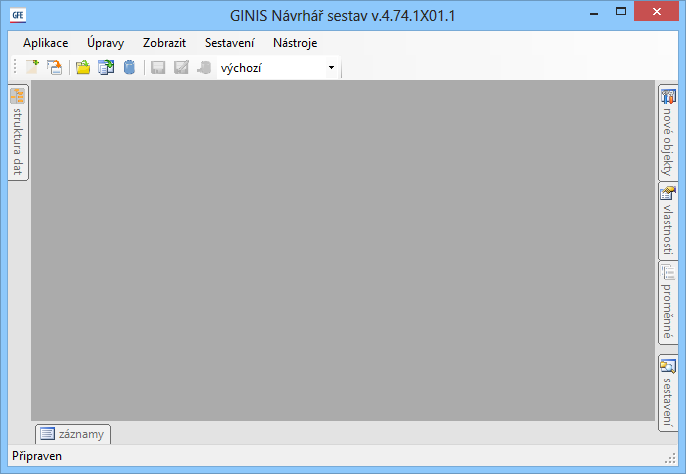 GFE
GINIS Návrhář sestav v.4.74.1X01.1
Aplikace Úpravy Zobrazit Sestavení Nástroje
výchozí
struktura dat
nové objekty
vlastnosti
proměnné
sestavení
záznamy
Připraven